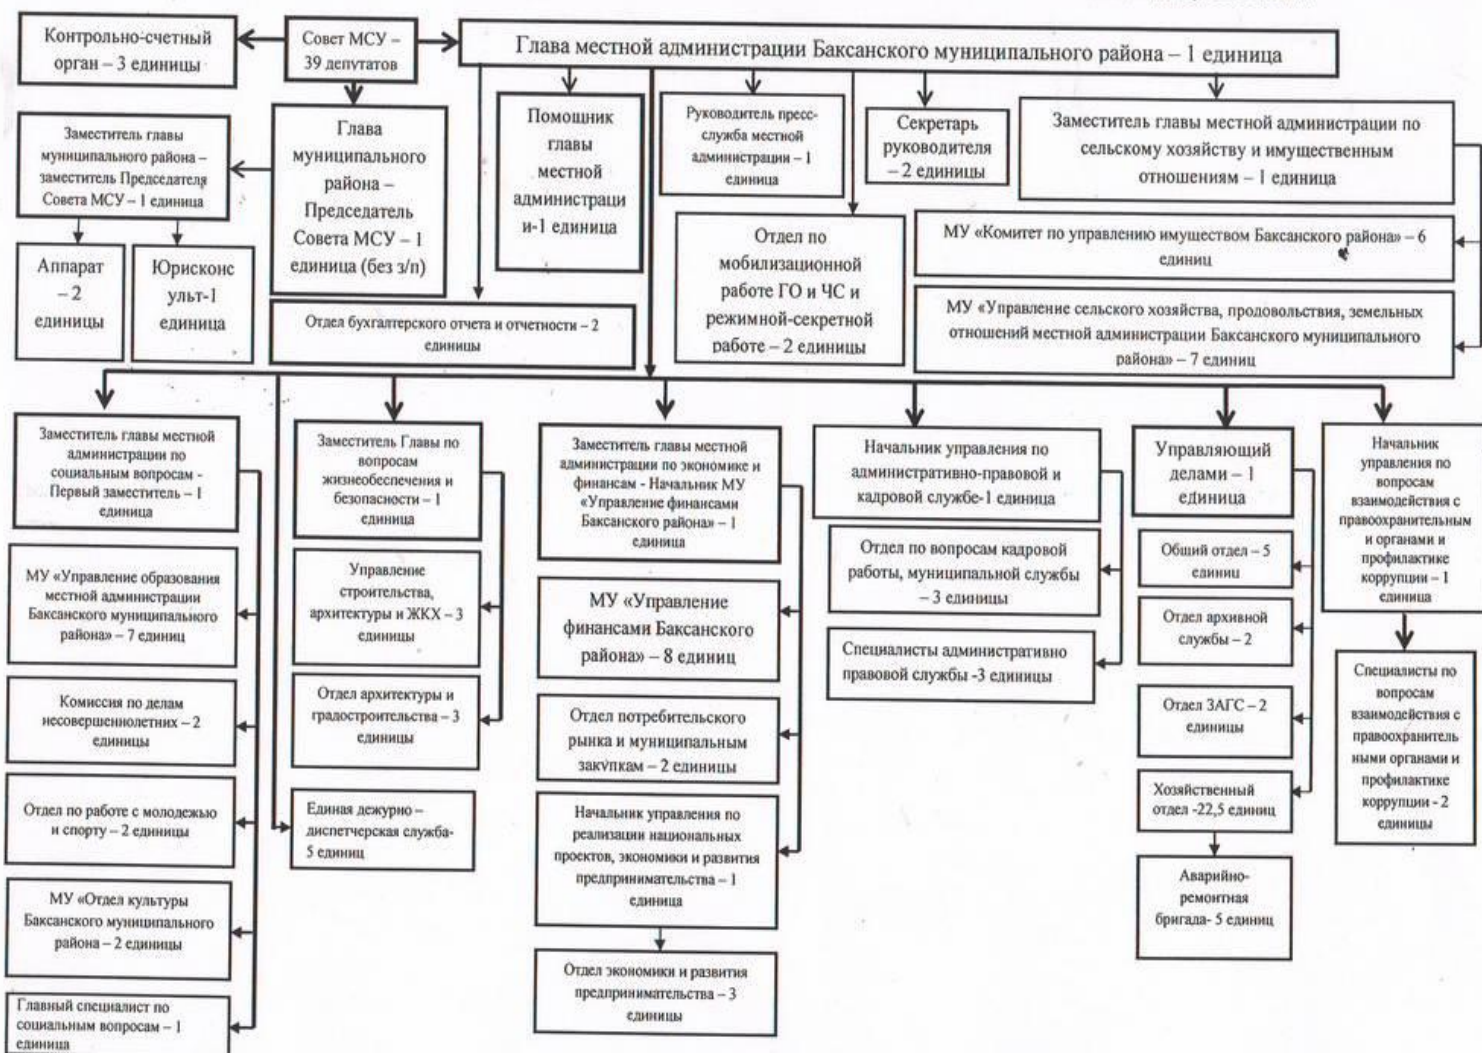 Контрольно-счетный
орган – 3 единицы
Совет МСУ –
39 депутатов
Глава местной администрации Баксанского муниципального района – 1 единица
Заместитель главы
муниципального района –
заместитель Председателя
Совета МСУ – 1 единица
Глава
муниципального
района –
Председатель
Совета МСУ – 1
единица (без з/п)
Помощник
главы
местной
администраци
и-1 единица
Руководитель пресс-
служба местной
администрации – 1
единица
Секретарь
руководителя
– 2 единицы
Заместитель главы местной администрации по
сельскому хозяйству и имущественным
отношениям – 1 единица
Аппарат
– 2
единицы
Юрисконс
ульт-1
единица
Отдел бухгалтерского отчета и отчетности – 2
единицы
Отдел по
мобилизационной
работе ГО и ЧС и
режимной-секретной
работе – 2 единицы
МУ «Комитет по управлению имуществом Баксанского района» – 6
единиц
МУ «Управление сельского хозяйства, продовольствия, земельных
отношений местной администрации Баксанского муниципального
района» – 7 единиц
Заместитель главы местной
администрации по
социальным вопросам -
Первый заместитель – 1
единица
МУ «Управление образования
местной администрации
Баксанского муниципального
района» – 7 единиц
Комиссия по делам
несовершеннолетних – 2
единицы
Отдел по работе с молодежью
и спорту – 2 единицы
МУ «Отдел культуры
Баксанского муниципального
района – 2 единицы
Главный специалист по
социальным вопросам – 1
единица
Заместитель Главы по
вопросам
жизнеобеспечения и
безопасности – 1
единица
Управление
строительства,
архитектуры и ЖКХ – 3
единицы
Отдел архитектуры и
градостроительства – 3
единицы
Единая дежурно –
диспетчерская служба-
5 единиц
Заместитель главы местной
администрации по экономике и
финансам - Начальник МУ
«Управление финансами
Баксанского района» – 1
единица
МУ «Управление
финансами Баксанского
района» – 8 единиц
Отдел потребительского
рынка и муниципальным
закупкам – 2 единицы
Начальник управления по
реализации национальных
проектов, экономики и развития
предпринимательства – 1
единица
Отдел экономики и развития
предпринимательства – 3
единицы
Начальник управления по
административно-правовой и
кадровой службе-1 единица
Отдел по вопросам кадровой
работы, муниципальной службы
– 3 единицы
Специалисты административно
правовой службы -3 единицы
Управляющий
делами – 1
единица
Общий отдел – 5
единиц
Отдел архивной
службы – 2
Отдел ЗАГС – 2
единицы
Хозяйственный
отдел -22,5 единиц
Аварийно-
ремонтная
бригада- 5 единиц
Начальник
управления по
вопросам
взаимодействия с
правоохранительным
и органами и
профилактике
коррупции – 1
единица
Специалисты по
вопросам
взаимодействия с
правоохранитель
ными органами и
профилактике
коррупции - 2
единицы